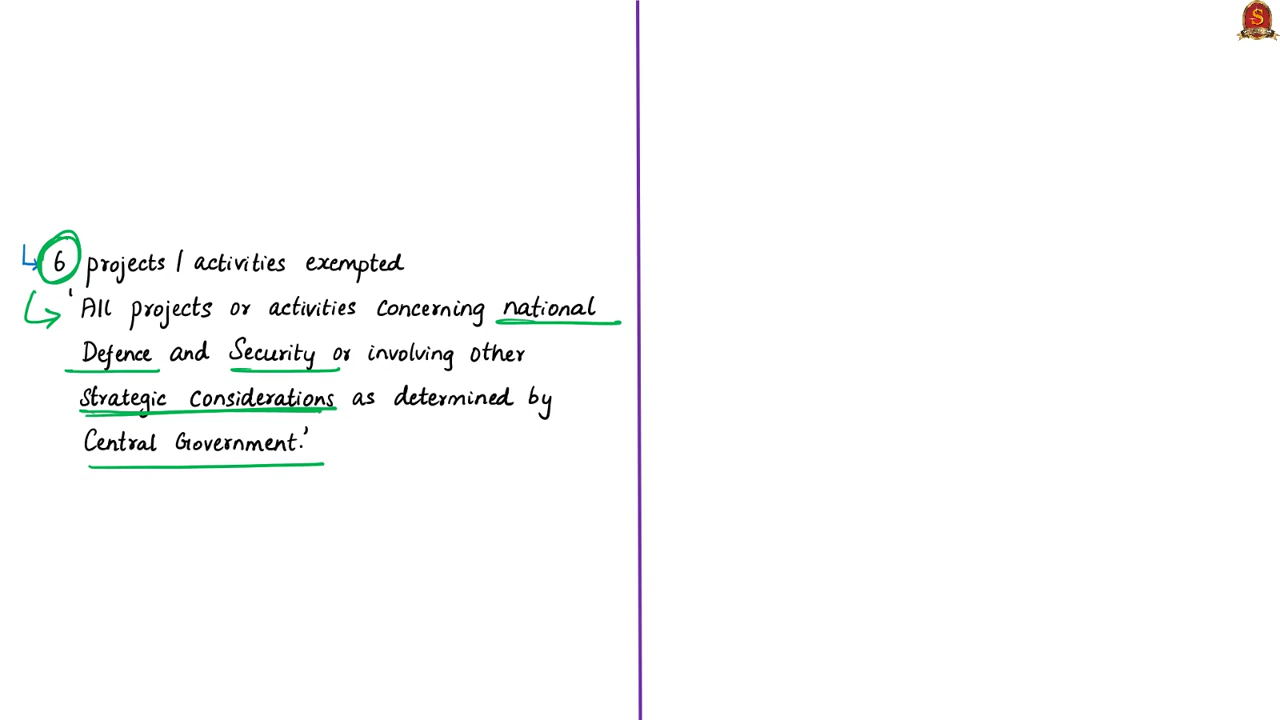 6 projects / activities exempted
'All projects or activities concerning national
Defence and Security or involving other
Strategic Considerations as determined by
Central Government.'
S